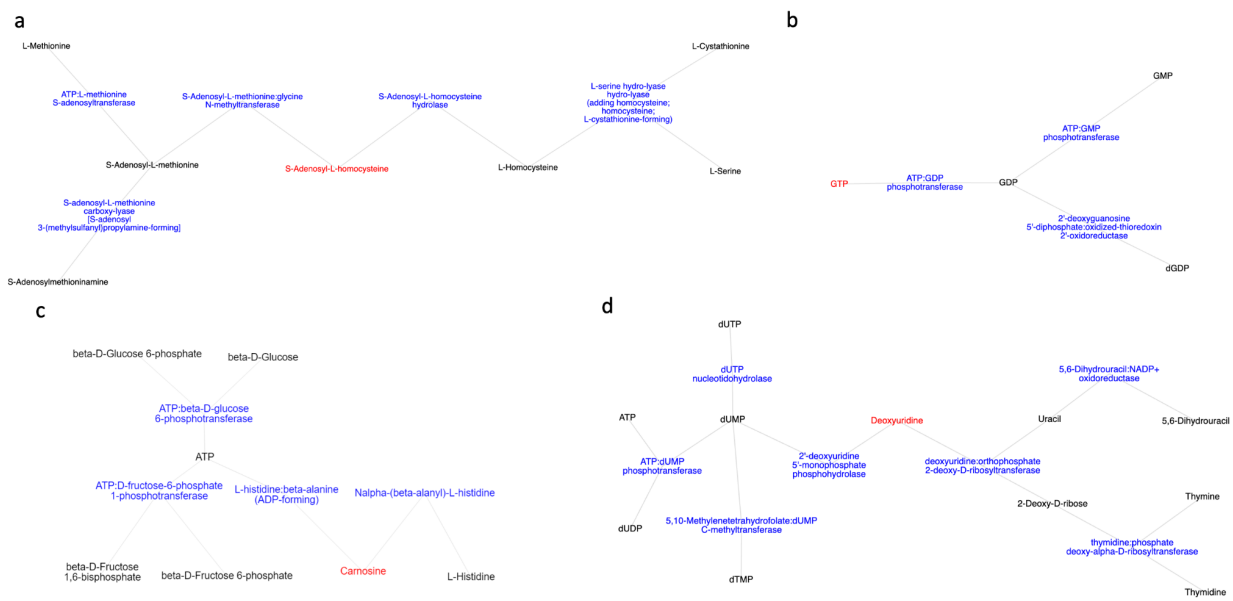 a
L-Methionine
ATP:L-methionine
S-adenosyltransferase
S-Adenosyl-L-methionine:glycine
N-methyltransferase
S-Adenosyl-L-homocysteine
hydrolase
L-serine hydro-lyase
hydro-lyase
(adding homocysteine;
homocysteine;
L-cystathionine-forming)
L-Cystathionine
S-Adenosyl-L-methionine
S-Adenosyl-L-homocysteine
L-Homocysteine
L-Serine
S-adenosyl-L-methionine
carboxy-lyase
[S-adenosyl
3-(methylsulfanyl)propylamine-forming]
S-Adenosylmethioninamine
b
GMP
ATP:GMP
phosphotransferase
GTP
ATP:GDP
phosphotransferase
GDP
2'-deoxyguanosine
5'-diphosphate:oxidized-thioredoxin
2'-oxidoreductase
dGDP
c
beta-D-Glucose 6-phosphate
beta-D-Glucose
ATP:beta-D-glucose
6-phosphotransferase
ATP
ATP:D-fructose-6-phosphate
1-phosphotransferase
L-histidine:beta-alanine
(ADP-forming)
Nalpha-(beta-alanyl)-L-histidine
beta-D-Fructose
1,6-bisphosphate
beta-D-Fructose 6-phosphate
Carnosine
L-Histidine
d
dUTP
dUTP
nucleotidohydrolase
5,6-Dihydrouracil:NADP+
oxidoreductase
ATP
dUMP
Deoxyuridine
Uracil
5,6-Dihydrouracil
ATP:dUMP
phosphotransferase
2'-deoxyuridine
5'-monophosphate
phosphohydrolase
deoxyuridine:orthophosphate
2-deoxy-D-ribosyltransferase
2-Deoxy-D-ribose
Thymine
dUDP
5,10-Methylenetetrahydrofolate:dUMP
C-methyltransferase
thymidine:phosphate
deoxy-alpha-D-ribosyltransferase
dTMP
Thymidine